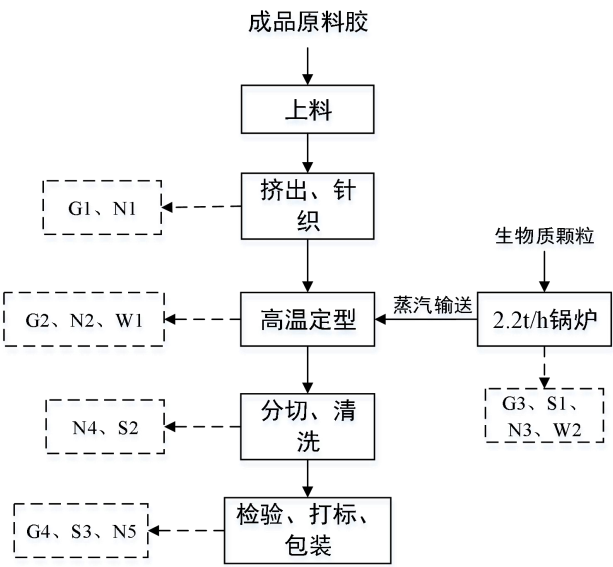 成品原料胶
上料
挤出、针
织
G1、N1
生物质颗粒
高温定型
G2、N2、W1
蒸汽输送
2.2t/h锅炉
G3、S1、
N3、W2
分切、清
洗
N4、S2
检验、打标、
包装
G4、S3、N5